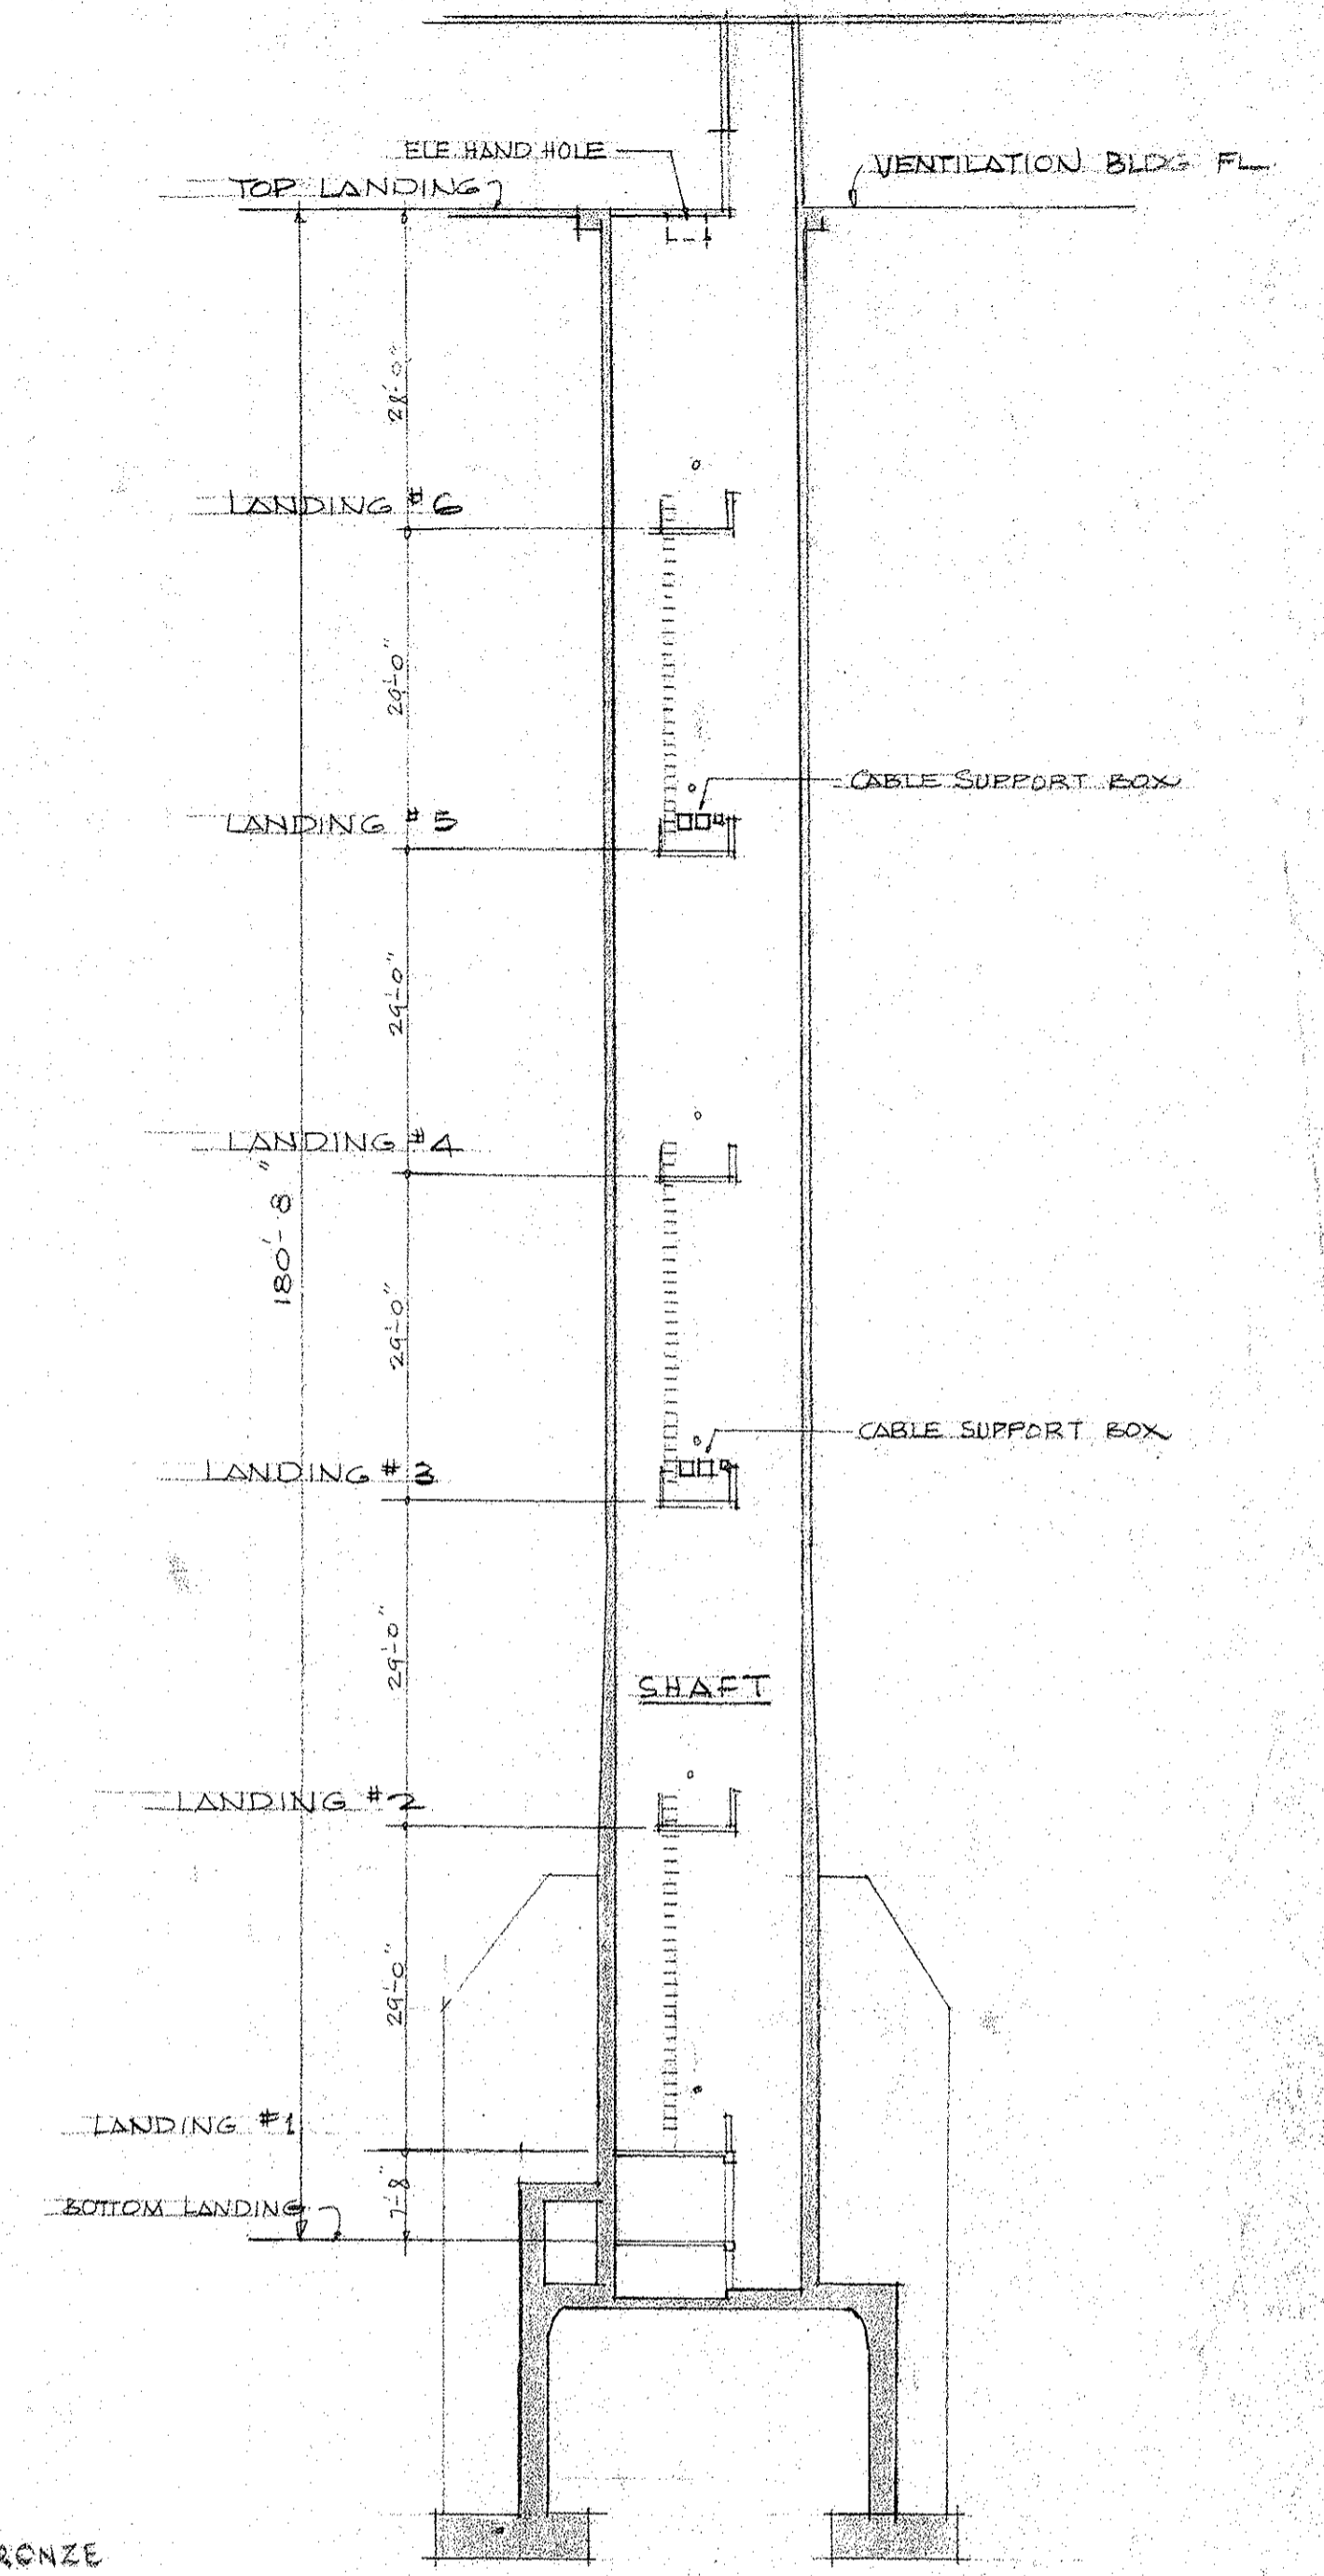 ELE. HAND HOLE
VENTILATION BLDG FL
TOP LANDING
28'-0"
LANDING #6
29'-0"
CABLE SUPPORT BOX
LANDING #5
29'-0"
LANDING #4
180'-8"
29'-0"
CABLE SUPPORT BOX
LANDING #3
29'-0"
SHAFT
LANDING #2
29'-0"
LANDING #1
7'-8"
BOTTOM LANDING
RONZE